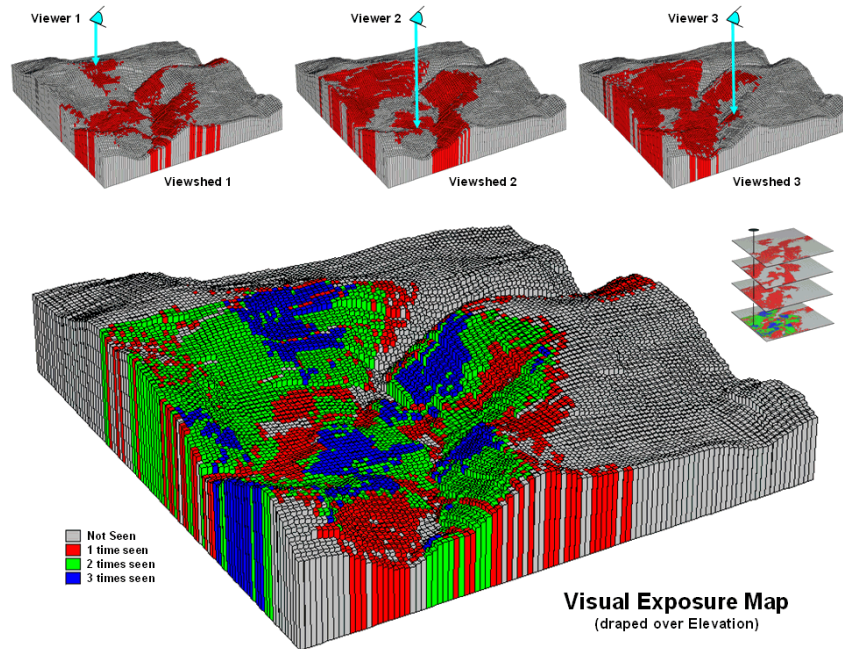 Viewer 1
Viewer 2
Viewer 3
Viewshed 1
Viewshed 2
Viewshed 3
Not Seen
1 time seen
2 times seen
3 times seen
Visual Exposure Map
(draped over Elevation)